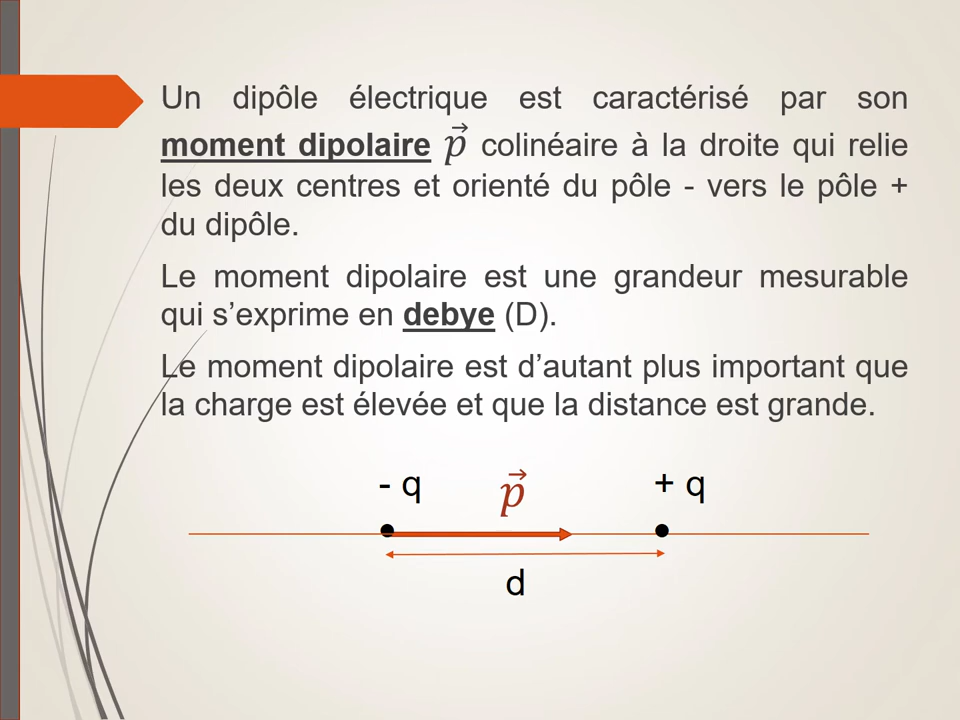 Un dipôle électrique est caractérisé par son
moment dipolaire p⃗ colinéaire à la droite qui relie
les deux centres et orienté du pôle - vers le pôle +
du dipôle.
Le moment dipolaire est une grandeur mesurable
qui s’exprime en debye (D).
Le moment dipolaire est d’autant plus important que
la charge est élevée et que la distance est grande.
- q p⃗ + q
d